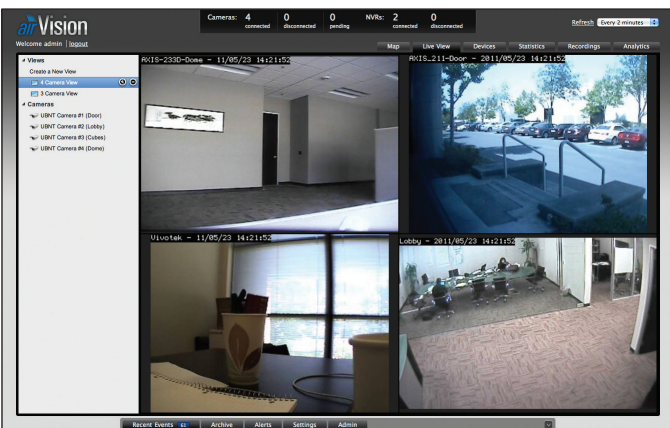 airVision
Cameras: 4 connected 0 disconnected 0 pending NVRs: 2 connected 0 disconnected
Refresh Every 2 minutes
Welcome admin | logout
Map Live View Devices Statistics Recordings Analytics
Views
Create a New View
4 Camera View
3 Camera View
Cameras
UBNT Camera #1 (Door)
UBNT Camera #2 (Lobby)
UBNT Camera #3 (Cubes)
UBNT Camera #4 (Dome)
AXIS-233D-Dome - 11/05/23 14:21:52
AXIS_211-Door - 2011/05/23 14:21:52
Vivotek - 11/05/23 14:21:52
Lobby - 2011/05/23 14:21:52
Recent Events 61 Archive Alerts Settings Admin